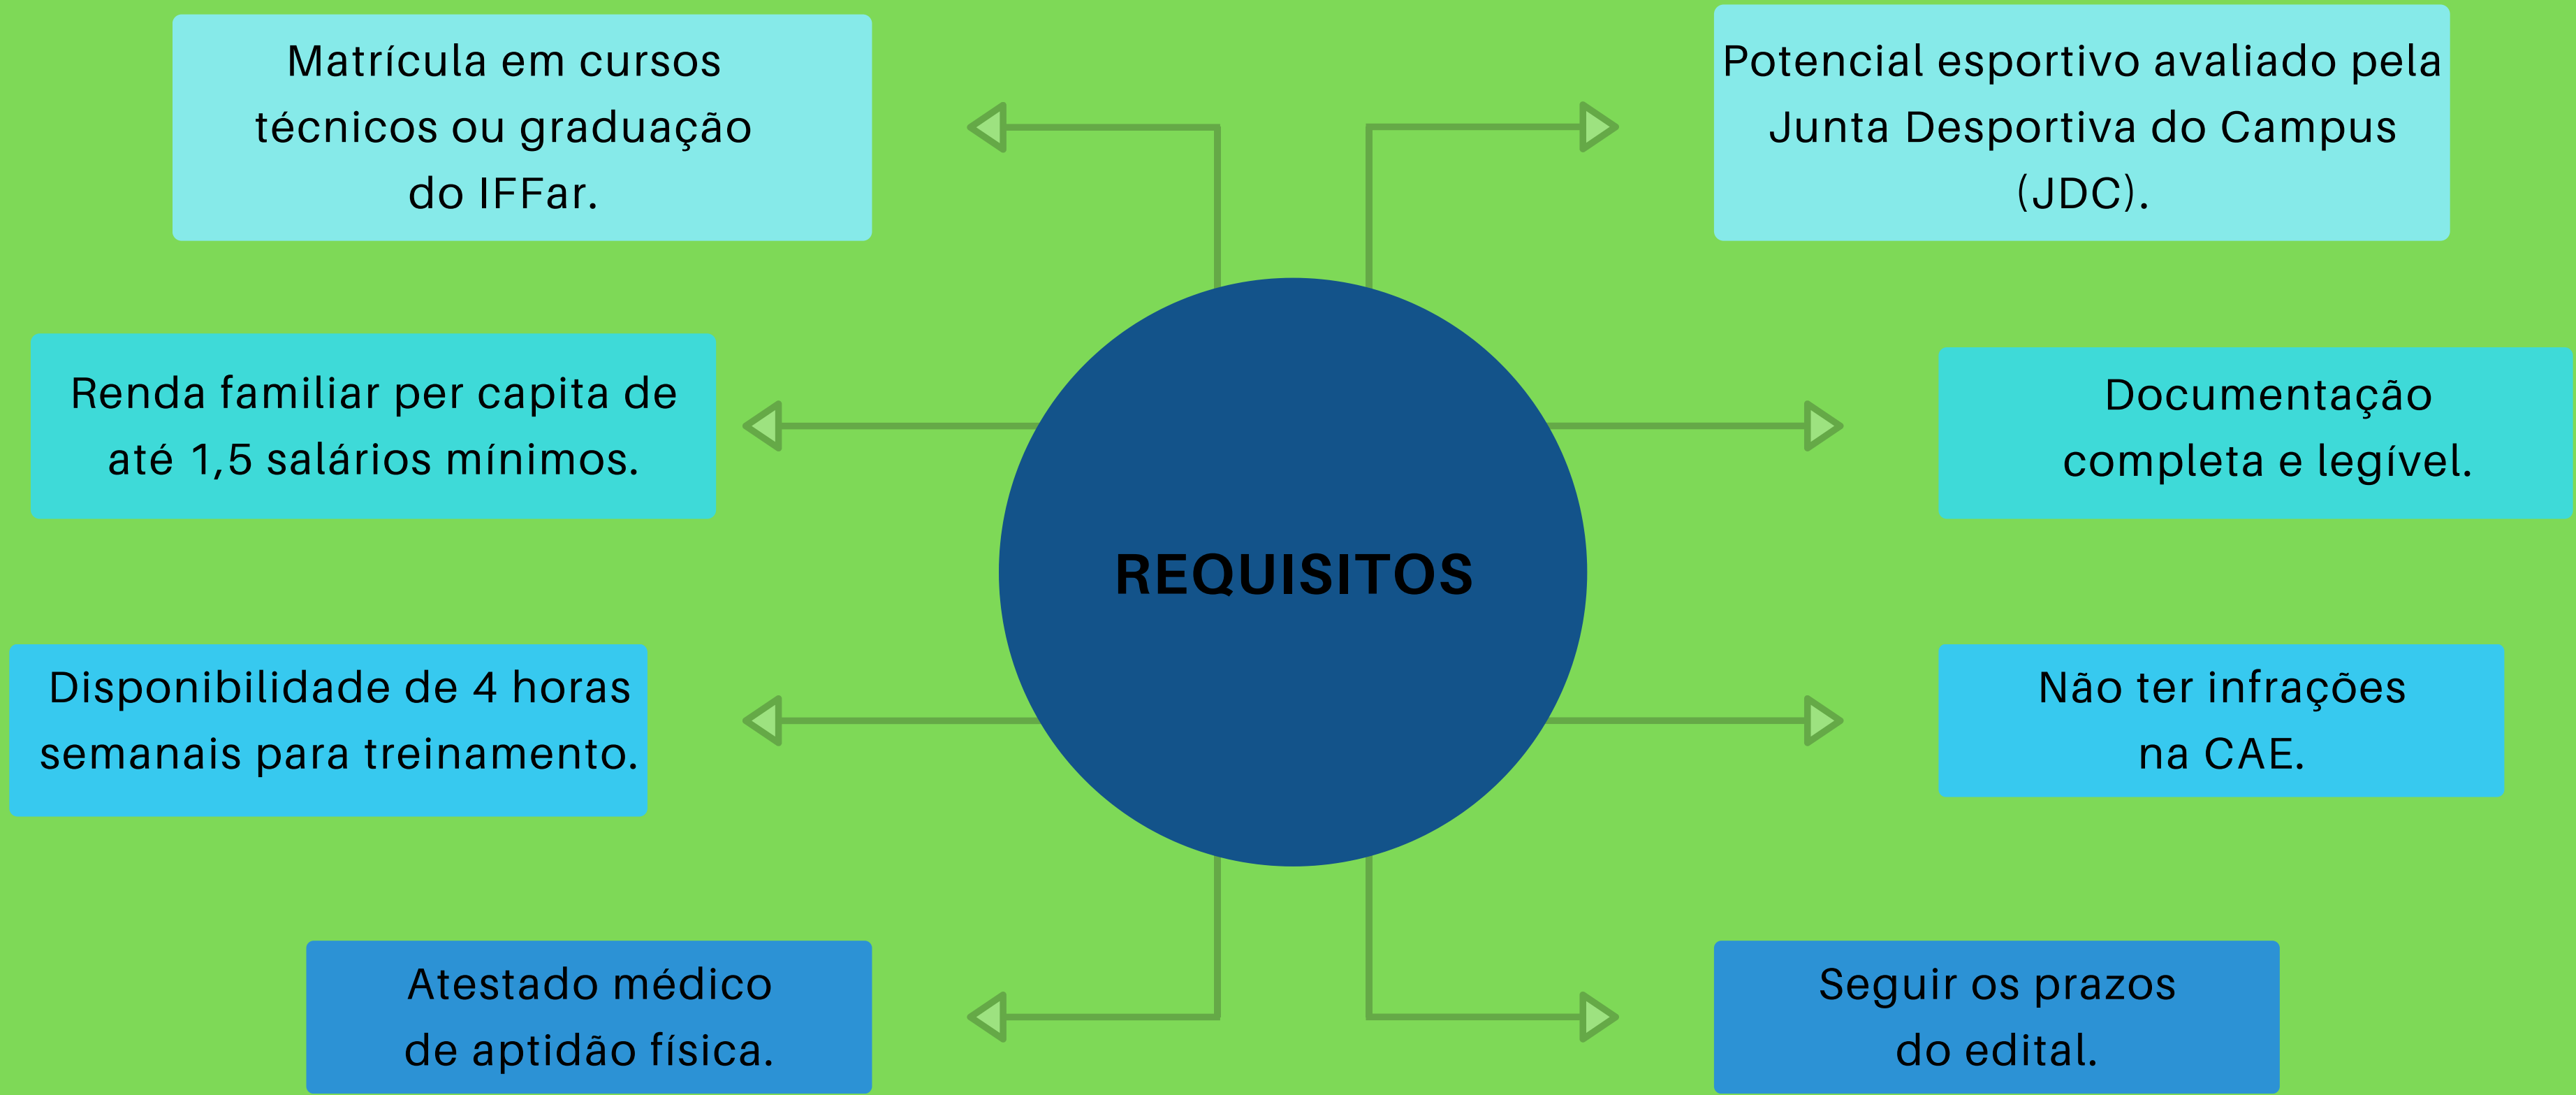 Matrícula em cursos
técnicos ou graduação
do IFFar.
Potencial esportivo avaliado pela
Junta Desportiva do Campus
(JDC).
Renda familiar per capita de
até 1,5 salários mínimos.
Documentação
completa e legível.
REQUISITOS
Disponibilidade de 4 horas
semanais para treinamento.
Não ter infrações
na CAE.
Atestado médico
de aptidão física.
Seguir os prazos
do edital.